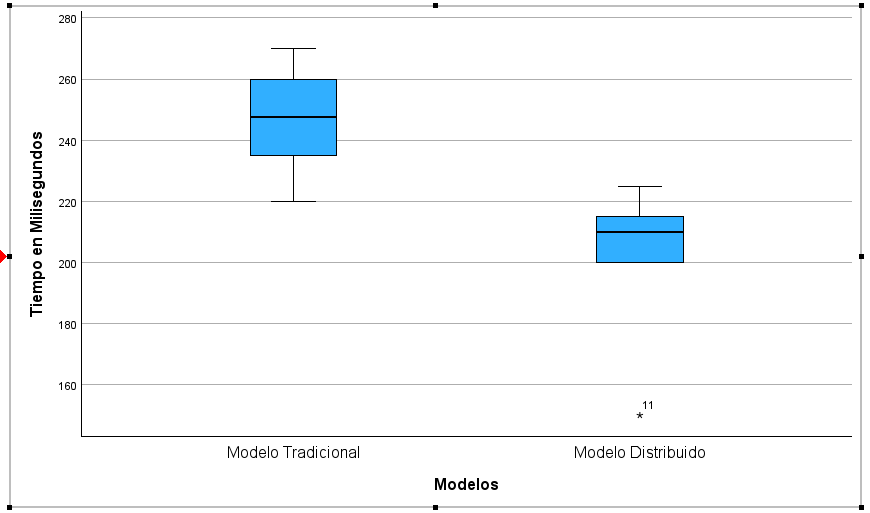 280
260
240
220
200
180
160
Tiempo en Milisegundos
11
*
Modelo Tradicional
Modelo Distribuido
Modelos